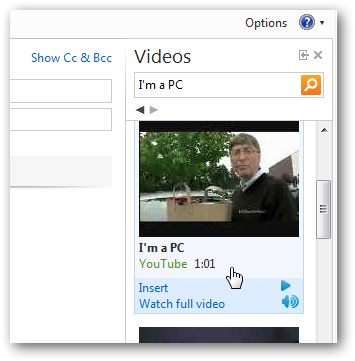 Options
Show Cc & Bcc
Videos
I'm a PC
I'm a PC
YouTube 1:01
Insert
Watch full video